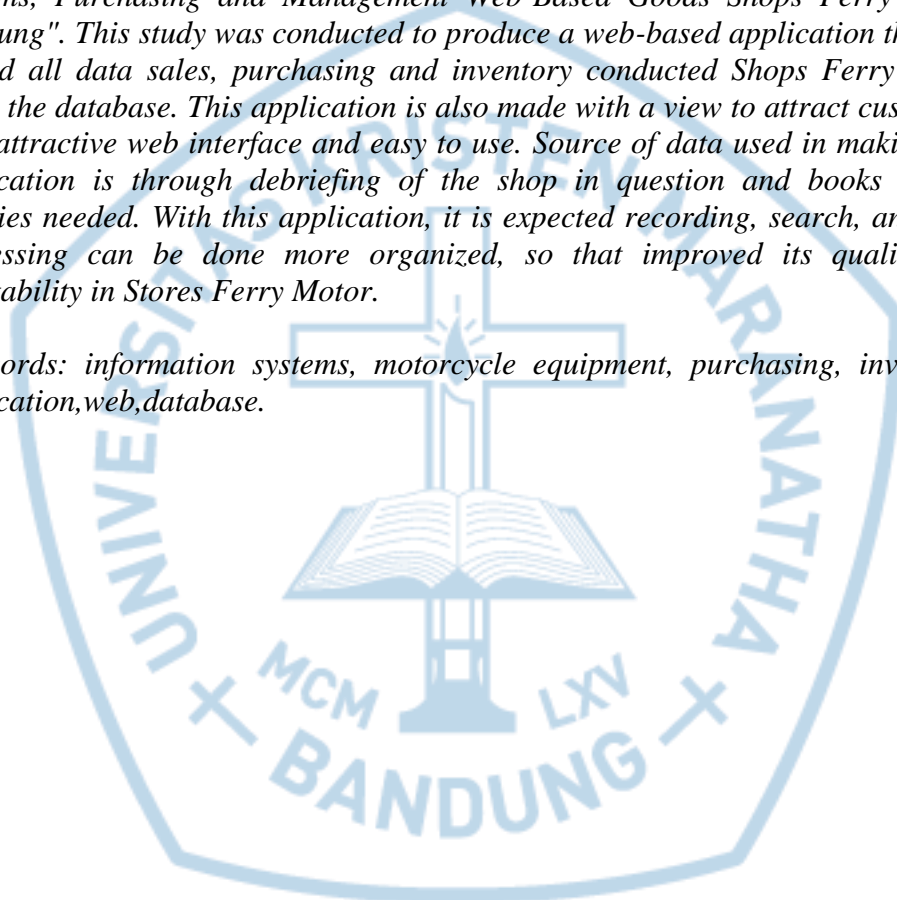 ns, Purchasing and Management Web-Based Goods Shops Ferry
ung". This study was conducted to produce a web-based application th
d all data sales, purchasing and inventory conducted Shops Ferry
the database. This application is also made with a view to attract cus
attractive web interface and easy to use. Source of data used in maki
cation is through debriefing of the shop in question and books
ies needed. With this application, it is expected recording, search, an
essing can be done more organized, so that improved its quali
tability in Stores Ferry Motor.
ords: information systems, motorcycle equipment, purchasing, inv
cation,web,database.
UNIVERSITAS KRISTEN MARANATHA
MCM LXV
BANDUNG